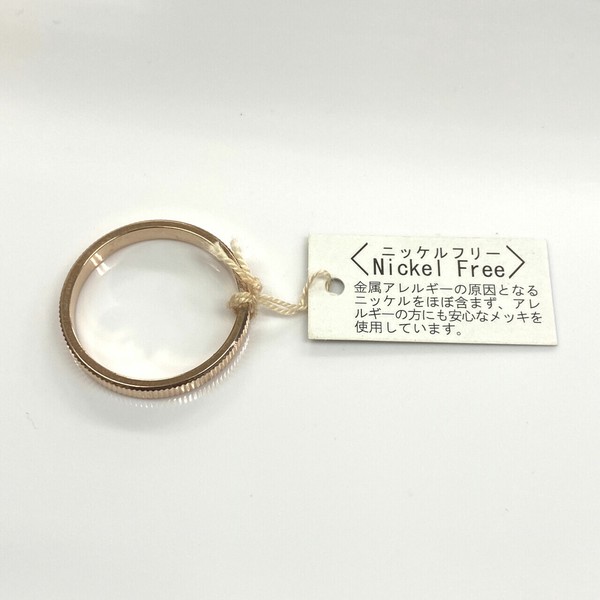 ニッケルフリー
〈Nickel Free〉
金属アレルギーの原因となる
ニッケルをほぼ含まず、アレ
ルギーの方にも安心なメッキを
使用しています。